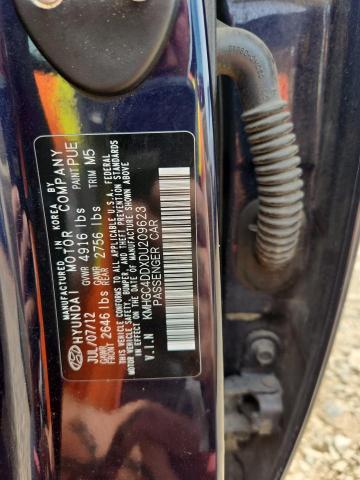 MADE IN KOREA BY
HYUNDAI MOTOR COMPANY
JUL/07/12 GVWR 4916 lbs PAINT PUE
GAWR FRONT 2646 lbs GAWR REAR 2756 lbs TRIM M5
THIS VEHICLE CONFORMS TO ALL APPLICABLE U.S.A. FEDERAL
MOTOR VEHICLE SAFETY, BUMPER, AND THEFT PREVENTION STANDARDS
IN EFFECT ON THE DATE OF MANUFACTURE SHOWN ABOVE.
V.I.N KMHGC4DDXDU209623
PASSENGER CAR